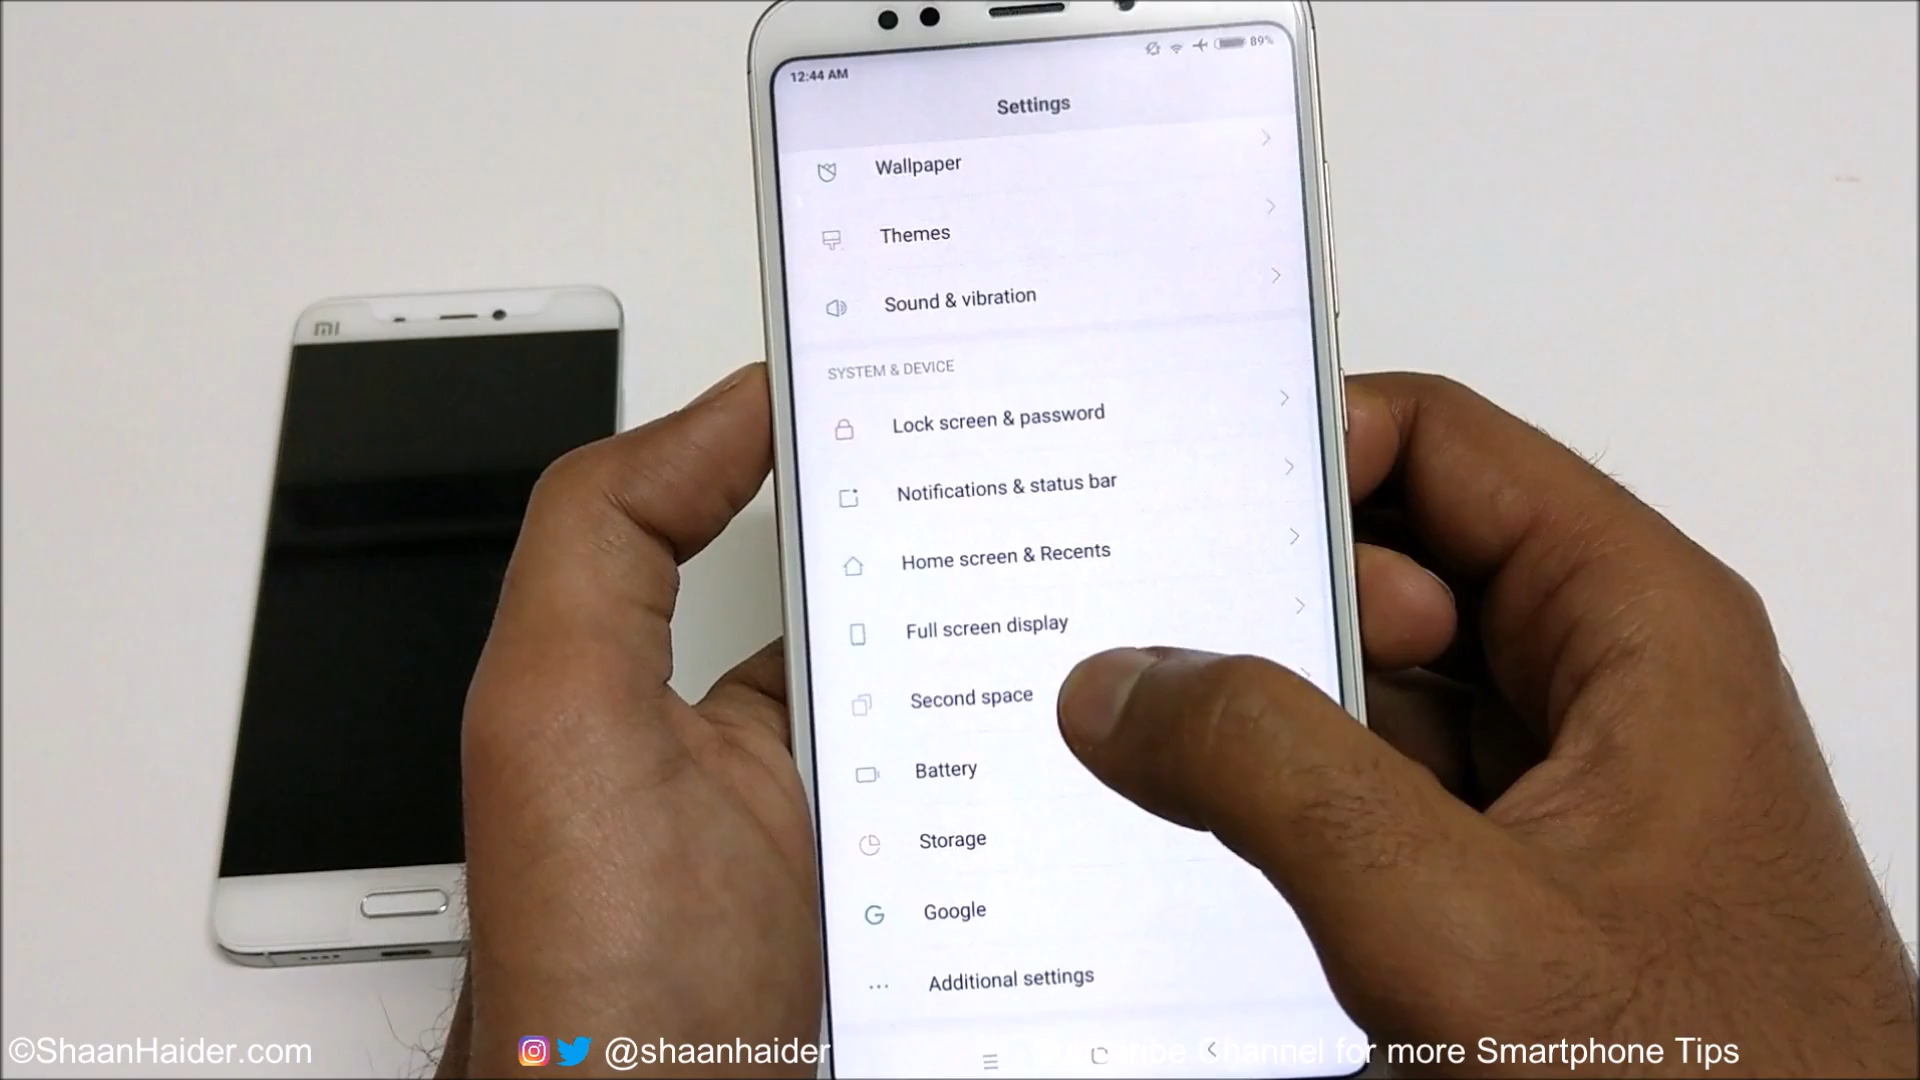 12:44 AM
89%
Settings
Wallpaper
Themes
Sound & vibration
SYSTEM & DEVICE
Lock screen & password
Notifications & status bar
Home screen & Recents
Full screen display
Second space
Battery
Storage
Google
Additional settings
MI
©ShaanHaider.com
@shaanhaider
Channel for more Smartphone Tips